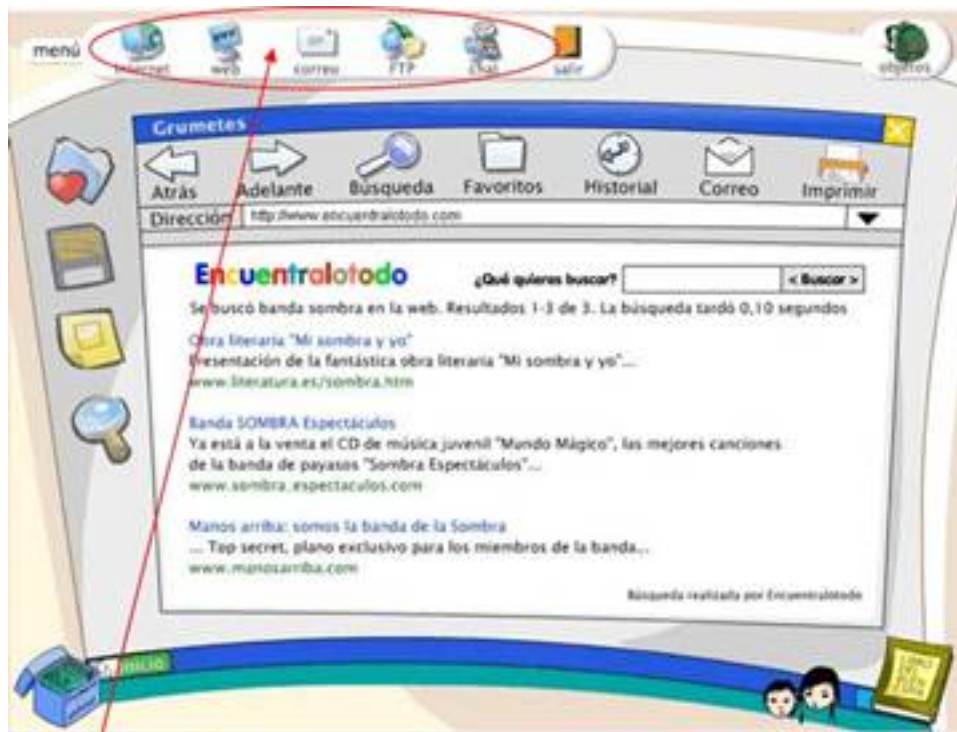 menú
internet web correo FTP chat salir
objetos
Grumetes
Atrás Adelante Búsqueda Favoritos Historial Correo Imprimir
Dirección http://www.encuentralotodo.com
Encuentralotodo ¿Qué quieres buscar? < Buscar >
Se buscó banda sombra en la web. Resultados 1-3 de 3. La búsqueda tardó 0,10 segundos
Obra literaria "Mi sombra y yo"
Presentación de la fantástica obra literaria "Mi sombra y yo"...
www.literatura.es/sombra.htm
Banda SOMBRA Espectáculos
Ya está a la venta el CD de música juvenil "Mundo Mágico", las mejores canciones
de la banda de payasos "Sombra Espectáculos"...
www.sombra.espectaculos.com
Manos arriba: somos la banda de la Sombra
... Top secret, plano exclusivo para los miembros de la banda...
www.manosarriba.com
Búsqueda realizada por Encuentralotodo
inicio
LIBRO
DEL